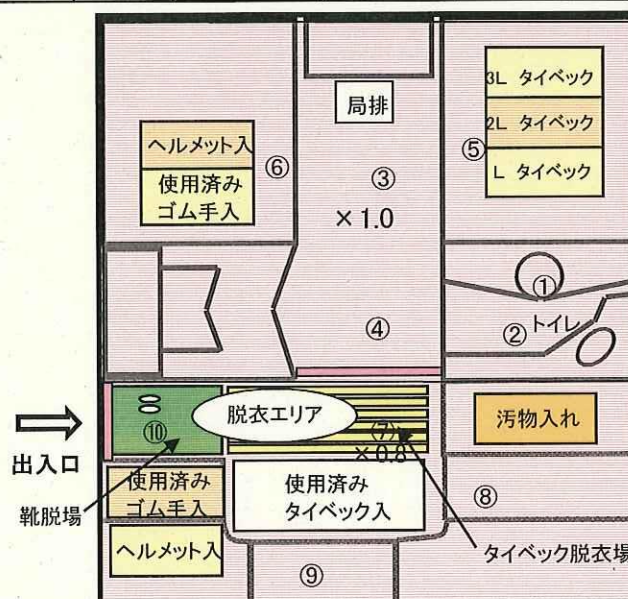 局排
3L タイベック
2L タイベック
L タイベック
⑤
ヘルメット入
使用済み
ゴム手入
⑥
③
×1.0
①
②
トイレ
④
脱衣エリア
⑩
(7)
×0.8
汚物入れ
出入口
靴脱場
使用済み
ゴム手入
使用済み
タイベック入
⑧
ヘルメット入
タイベック脱衣場
⑨